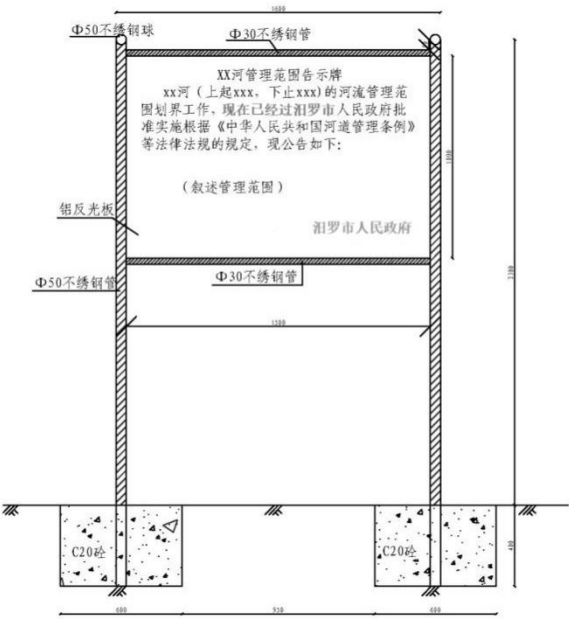 1600
Φ50不绣钢球
Φ30不绣钢管
XX河管理范围告示牌
xx河（上起xxx，下止xxx)的河流管理范
围划界工作，现在已经过汨罗市人民政府批
准实施根据《中华人民共和国河道管理条例》
等法律法规的规定，现公告如下：
1000
（叙述管理范围）
铝反光板
汨罗市人民政府
Φ50不绣钢管
Φ30不绣钢管
1500
C20砼
C20砼
400
600
950
600